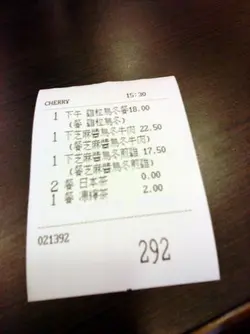 CHERRY 15:30
1 下午 雞粒烏冬餐18.00
(餐 雞粒烏冬)
1 下芝麻醬烏冬牛肉 22.50
(餐芝麻醬烏冬牛肉)
1 下芝麻醬烏冬煎雞 17.50
(餐芝麻醬烏冬煎雞)
2 餐 日本茶 0.00
1 餐 凍檸茶 2.00
021392
292